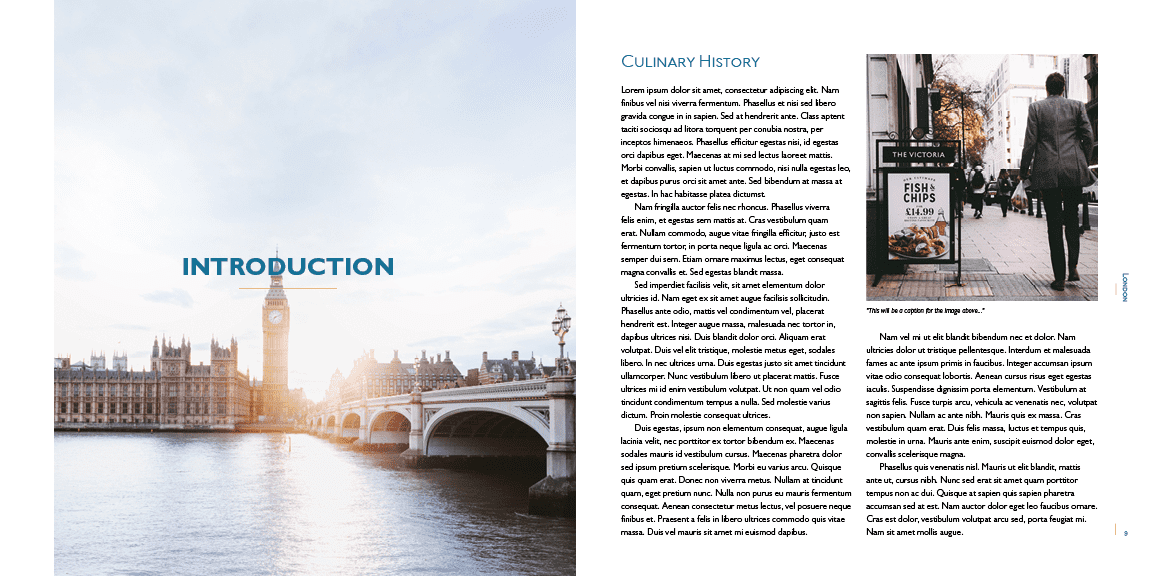 INTRODUCTION
CULINARY HISTORY
Lorem ipsum dolor sit amet, consectetur adipiscing elit. Nam
finibus vel nisi viverra fermentum. Phasellus et nisi sed libero
gravida congue in in sapien. Sed at hendrerit ante. Class aptent
taciti sociosqu ad litora torquent per conubia nostra, per
inceptos himenaeos. Phasellus efficitur egestas nisi, id egestas
orci dapibus eget. Maecenas at mi sed lectus laoreet mattis.
Morbi convallis, sapien ut luctus commodo, nisi nulla egestas leo,
et dapibus purus orci sit amet ante. Sed bibendum at massa at
egestas. In hac habitasse platea dictumst.
Nam fringilla auctor felis nec rhoncus. Phasellus viverra
felis enim, et egestas sem mattis at. Cras vestibulum quam
erat. Nullam commodo, augue vitae fringilla efficitur, justo est
fermentum tortor, in porta neque ligula ac orci. Maecenas
semper dui sem. Etiam ornare maximus lectus, eget consequat
magna convallis et. Sed egestas blandit massa.
Sed imperdiet facilisis velit, sit amet elementum dolor
ultricies id. Nam eget ex sit amet augue facilisis sollicitudin.
Phasellus ante odio, mattis vel condimentum vel, placerat
hendrerit est. Integer augue massa, malesuada nec tortor in,
dapibus ultrices nisi. Duis blandit dolor orci. Aliquam erat
volutpat. Duis vel elit tristique, molestie metus eget, sodales
libero. In nec ultrices urna. Duis egestas justo sit amet tincidunt
ullamcorper. Nunc vestibulum libero ut placerat mattis. Fusce
ultrices mi id enim vestibulum volutpat. Ut non quam vel odio
tincidunt condimentum tempus a nulla. Sed molestie varius
dictum. Proin molestie consequat ultrices.
Duis egestas, ipsum non elementum consequat, augue ligula
lacinia velit, nec porttitor ex tortor bibendum ex. Maecenas
sodales mauris id vestibulum cursus. Maecenas pharetra dolor
sed ipsum pretium scelerisque. Morbi eu varius arcu. Quisque
quis quam erat. Donec non viverra metus. Nullam at tincidunt
quam, eget pretium nunc. Nulla non purus eu mauris fermentum
consequat. Aenean consectetur metus lectus, vel posuere neque
finibus et. Praesent a felis in libero ultrices commodo quis vitae
massa. Duis vel mauris sit amet mi euismod dapibus.
THE VICTORIA
FISH &
CHIPS
£14.99
"This will be a caption for the image above..."
Nam vel mi ut elit blandit bibendum nec et dolor. Nam
ultricies dolor ut tristique pellentesque. Interdum et malesuada
fames ac ante ipsum primis in faucibus. Integer accumsan ipsum
vitae odio consequat lobortis. Aenean cursus risus eget egestas
iaculis. Suspendisse dignissim porta elementum. Vestibulum at
sagittis felis. Fusce turpis arcu, vehicula ac venenatis nec, volutpat
non sapien. Nullam ac ante nibh. Mauris quis ex massa. Cras
vestibulum quam erat. Duis felis massa, luctus et tempus quis,
molestie in urna. Mauris ante enim, suscipit euismod dolor eget,
convallis scelerisque magna.
Phasellus quis venenatis nisl. Mauris ut elit blandit, mattis
ante ut, cursus nibh. Nunc sed erat sit amet quam porttitor
tempus non ac dui. Quisque at sapien quis sapien pharetra
accumsan sed at est. Nam auctor dolor eget leo faucibus ornare.
Cras est dolor, vestibulum volutpat arcu sed, porta feugiat mi.
Nam sit amet mollis augue.
LONDON
9